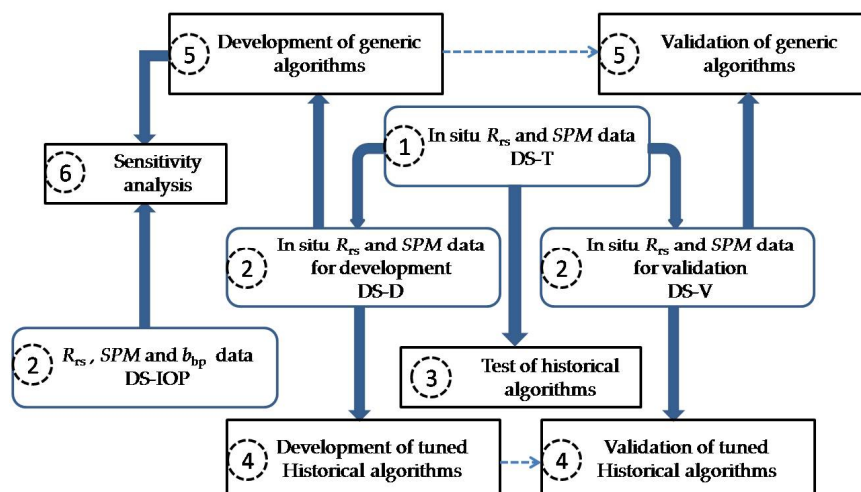 5
Development of generic
algorithms
5
Validation of generic
algorithms
1
In situ Rrs and SPM data
DS-T
6
Sensitivity
analysis
2
In situ Rrs and SPM data
for development
DS-D
2
In situ Rrs and SPM data
for validation
DS-V
2
Rrs , SPM and bbp data
DS-IOP
3
Test of historical
algorithms
4
Development of tuned
Historical algorithms
4
Validation of tuned
Historical algorithms